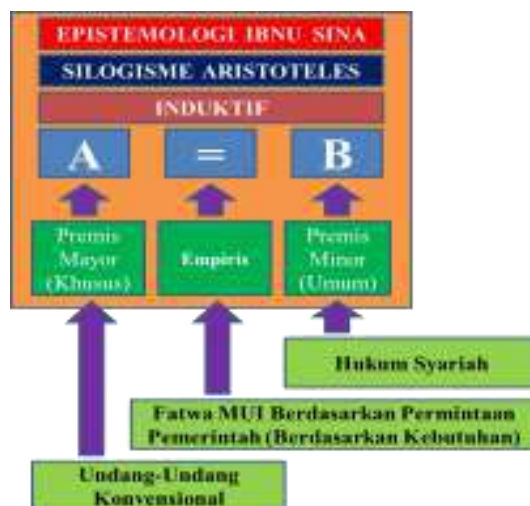 EPISTEMOLOGI IBNU SINA
SILOGISME ARISTOTELES
INDUKTIF
A = B
Premis
Mayor
(Khusus)
Empiris
Premis
Minor
(Umum)
Hukum Syariah
Fatwa MUI Berdasarkan Permintaan
Pemerintah (Berdasarkan Kebutuhan)
Undang-Undang
Konvensional